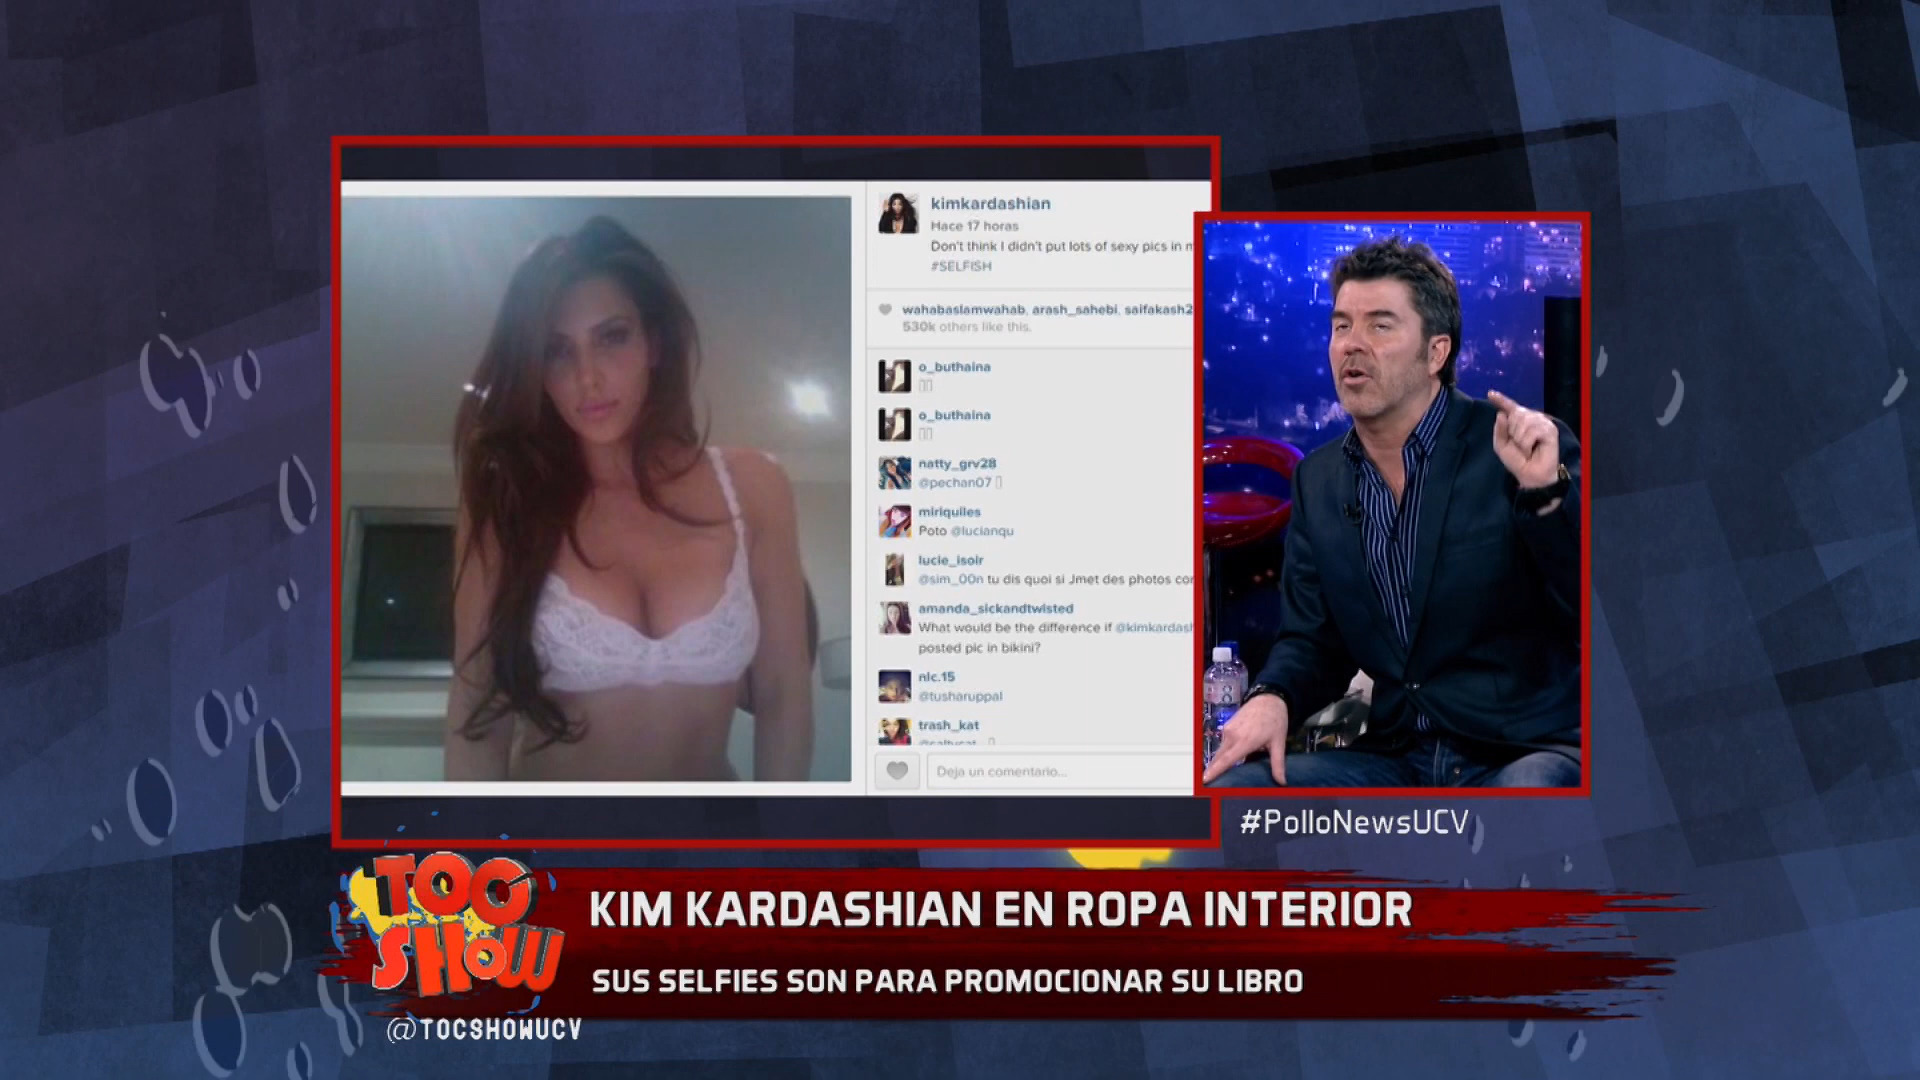 kimkardashian
Hace 17 horas
Don't think I didn't put lots of sexy pics in
#SELFISH
wahabaslamwahab, arash_sahebi, saifakash2
530k others like this.
o_buthaina
o_buthaina
natty_grv28
@pechan07
miriquiles
Poto @lucianqu
lucie_isoir
@sim_00n tu dis quoi si Jmet des photos
amanda_sickandtwisted
What would be the difference if @kimkardash
posted pic in bikini?
nic.15
@tusharuppal
trash_kat
Deja un comentario...
#PolloNewsUCV
TOC
SHOW
KIM KARDASHIAN EN ROPA INTERIOR
SUS SELFIES SON PARA PROMOCIONAR SU LIBRO
@TOCSHOWUCV